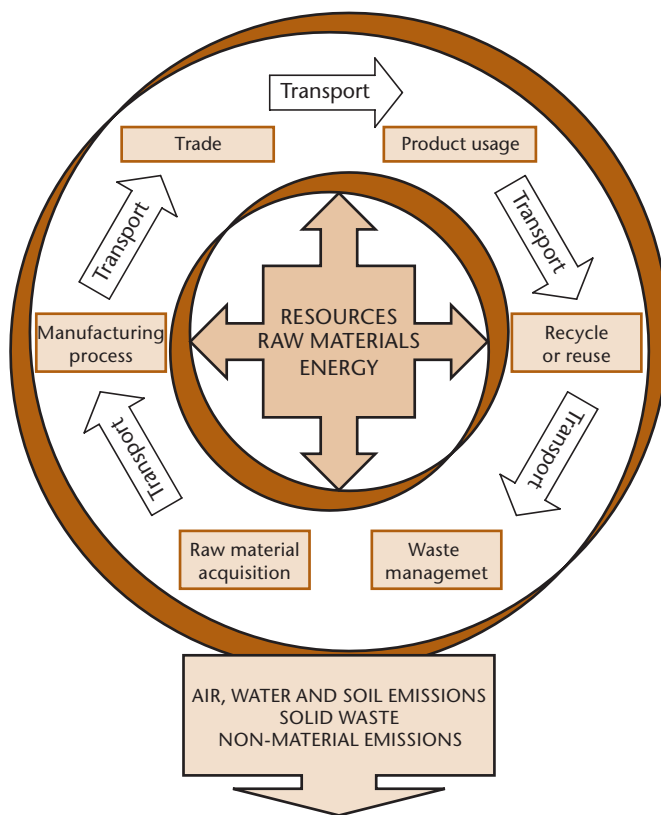 Transport
Trade
Product usage
Transport
Transport
RESOURCES
RAW MATERIALS
ENERGY
Manufacturing
process
Recycle
or reuse
Transport
Transport
Raw material
acquisition
Waste
managemet
AIR, WATER AND SOIL EMISSIONS
SOLID WASTE
NON-MATERIAL EMISSIONS